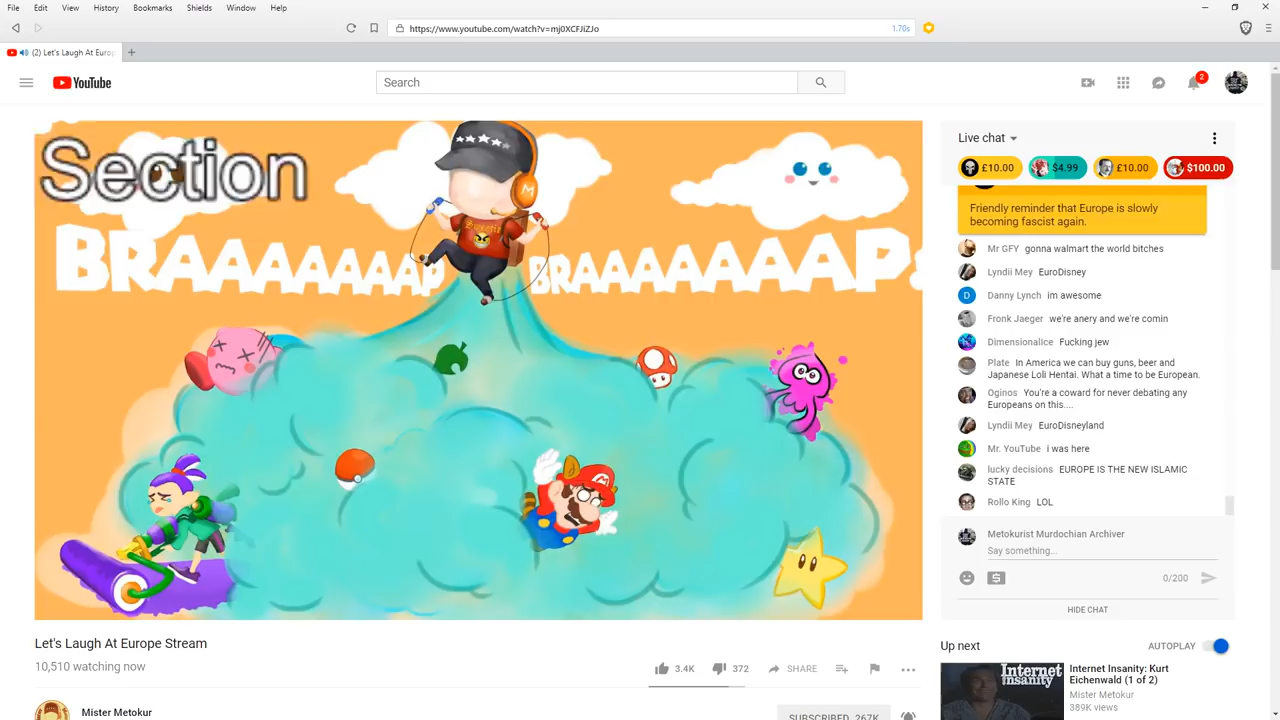 File Edit View History Bookmarks Shields Window Help
https://www.youtube.com/watch?v=mj0XCFJiZJo 1.70s
(2) Let's Laugh At Europ
YouTube
Search
2
Section
BRAAAAAAAP BRAAAAAAAAP!
M
Live chat
£10.00 $4.99 £10.00 $100.00
Friendly reminder that Europe is slowly
becoming fascist again.
Mr GFY gonna walmart the world bitches
Lyndii Mey EuroDisney
D Danny Lynch im awesome
Fronk Jaeger we're anery and we're comin
Dimensionalice Fucking jew
Plate In America we can buy guns, beer and
Japanese Loli Hentai. What a time to be European.
Oginos You're a coward for never debating any
Europeans on this....
Lyndii Mey EuroDisneyland
Mr. YouTube i was here
lucky decisions EUROPE IS THE NEW ISLAMIC
STATE
Rollo King LOL
Metokurist Murdochian Archiver
Say something...
0/200
HIDE CHAT
Let's Laugh At Europe Stream
10,510 watching now
3.4K 372 SHARE
Mister Metokur
SUBSCRIBED 267K
Up next AUTOPLAY
Internet Insanity
Internet Insanity: Kurt
Eichenwald (1 of 2)
Mister Metokur
389K views